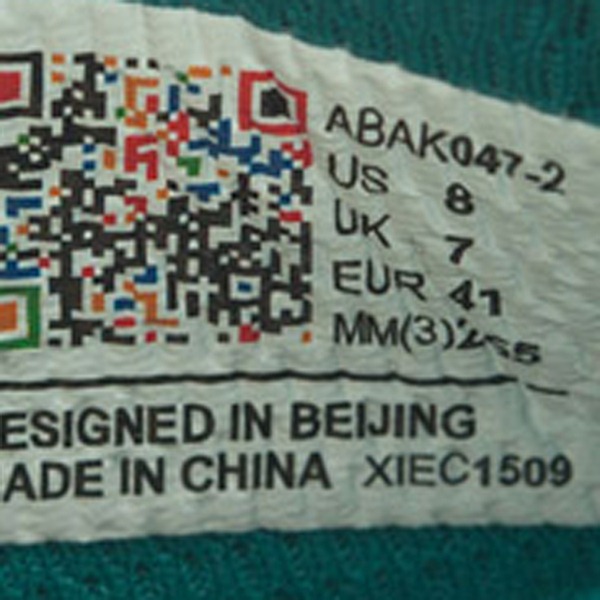 ABAK047-2
US 8
UK 7
EUR 41
MM(3) 255
ESIGNED IN BEIJING
ADE IN CHINA XIEC1509